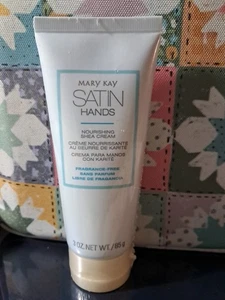 MARY KAY
SATIN
HANDS
NOURISHING
SHEA CREAM
CRÈME NOURRISSANTE
AU BEURRE DE KARITÉ
CREMA PARA MANOS
CON KARITÉ
FRAGRANCE-FREE
SANS PARFUM
LIBRE DE FRAGANCIA
3 OZ. NET WT./85 g